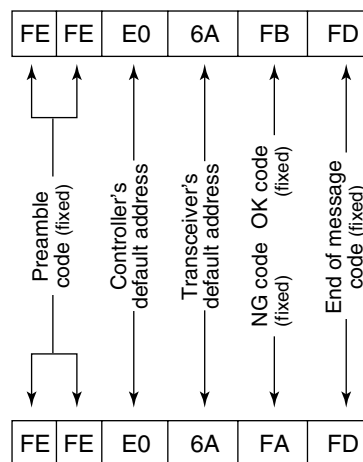 FE FE E0 6A FB FD
Preamble
code (fixed)
Controller's
default address
Transceiver's
default address
OK code
(fixed)
NG code
(fixed)
End of message
code (fixed)
FE FE E0 6A FA FD